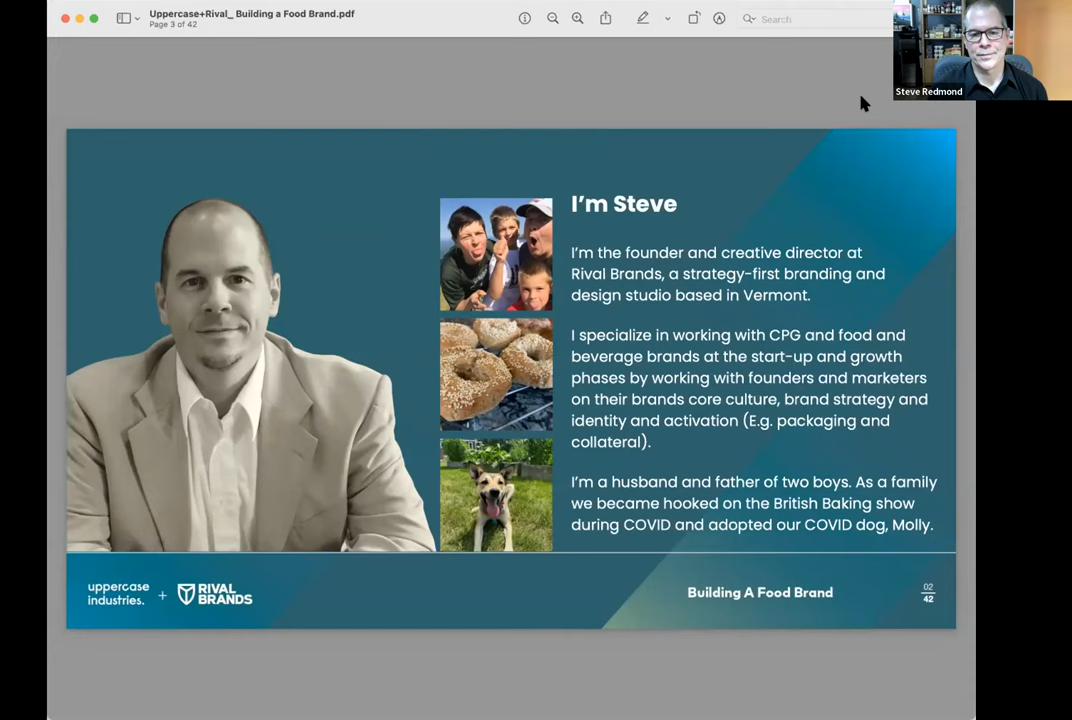 Uppercase+Rival_ Building a Food Brand.pdf
Page 3 of 42
Search
Steve Redmond
I'm Steve
I'm the founder and creative director at
Rival Brands, a strategy-first branding and
design studio based in Vermont.
I specialize in working with CPG and food and
beverage brands at the start-up and growth
phases by working with founders and marketers
on their brands core culture, brand strategy and
identity and activation (E.g. packaging and
collateral).
I'm a husband and father of two boys. As a family
we became hooked on the British Baking show
during COVID and adopted our COVID dog, Molly.
uppercase
industries.
+
RIVAL
BRANDS
Building A Food Brand
02
42